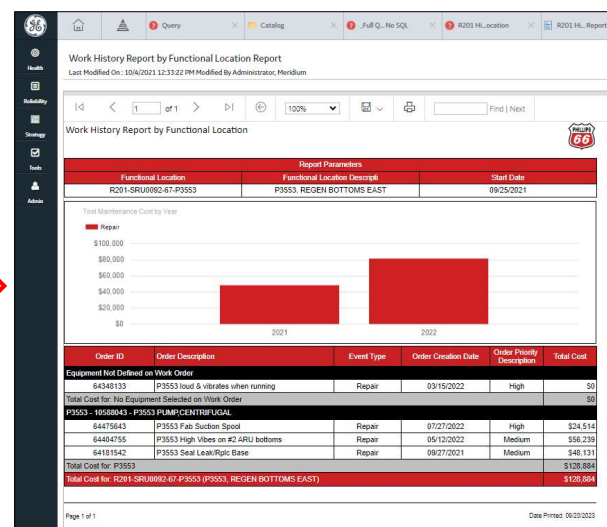 Query
Catalog
_Full Q.. No SQL
R201 Hi..ocation
R201 Hi.. Report
Health
Work History Report by Functional Location Report
Last Modified On : 10/4/2021 12:33:22 PM Modified By Administrator, Meridium
Reliability
1 of 1 100% Find | Next
Strategy
Work History Report by Functional Location
PHILLIPS
66
Tools
Report Parameters
Functional Location Functional Location Descripti Start Date
R201-SRU0092-67-P3553 P3553, REGEN BOTTOMS EAST 09/25/2021
Admin
Total Maintenance Cost by Year
Repair
$100,000
$80,000
$60,000
$40,000
$20,000
$0
2021 2022
Order ID Order Description Event Type Order Creation Date Order Priority Description Total Cost
Equipment Not Defined on Work Order
64348133 P3553 loud & vibrates when running Repair 03/15/2022 High $0
Total Cost for: No Equipment Selected on Work Order $0
P3553 - 10588043 - P3553 PUMP,CENTRIFUGAL
64475643 P3553 Fab Suction Spool Repair 07/27/2022 High $24,514
64404755 P3553 High Vibes on #2 ARU bottoms Repair 05/12/2022 Medium $56,239
64181542 P3553 Seal Leak/Rplc Base Repair 09/27/2021 Medium $48,131
Total Cost for: P3553 $128,884
Total Cost for: R201-SRU0092-67-P3553 (P3553, REGEN BOTTOMS EAST) $128,884
Page 1 of 1 Date Printed: 09/20/2023